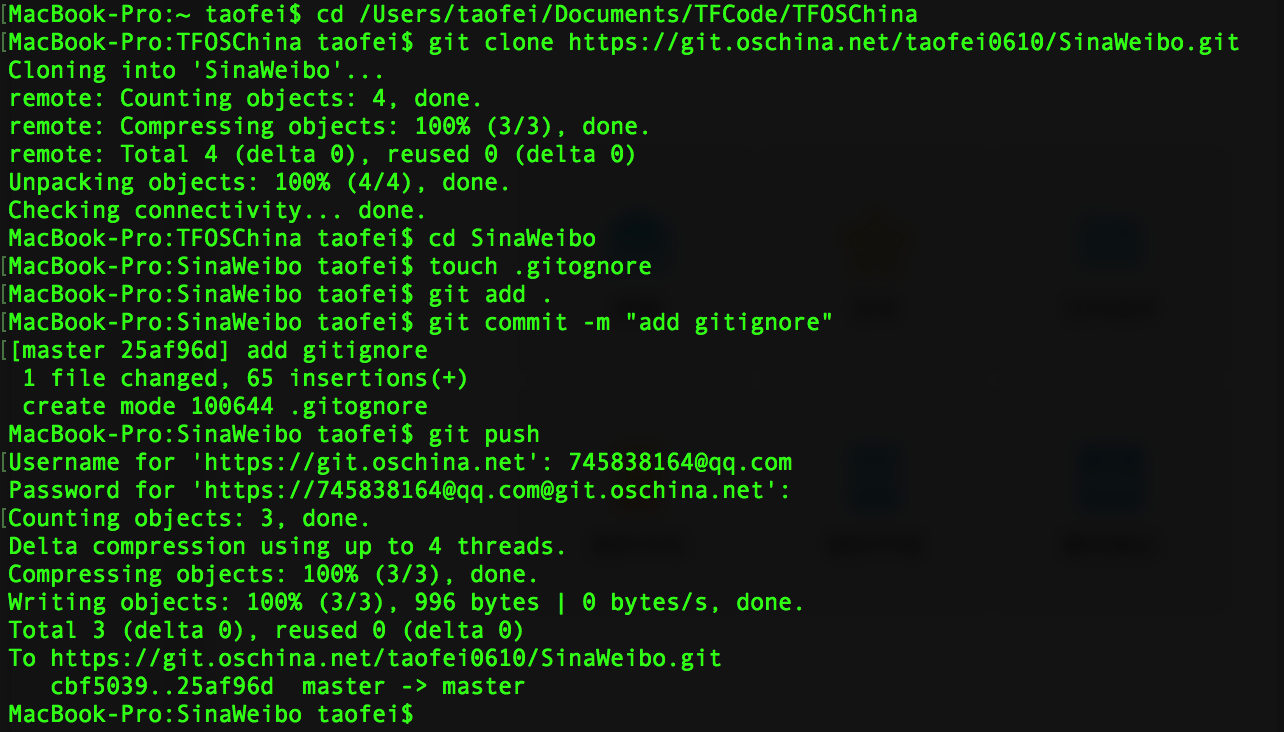 [MacBook-Pro:~ taofei$ cd /Users/taofei/Documents/TFCode/TFOSChina
[MacBook-Pro:TFOSChina taofei$ git clone https://git.oschina.net/taofei0610/SinaWeibo.git
Cloning into 'SinaWeibo'...
remote: Counting objects: 4, done.
remote: Compressing objects: 100% (3/3), done.
remote: Total 4 (delta 0), reused 0 (delta 0)
Unpacking objects: 100% (4/4), done.
Checking connectivity... done.
MacBook-Pro:TFOSChina taofei$ cd SinaWeibo
[MacBook-Pro:SinaWeibo taofei$ touch .gitognore
[MacBook-Pro:SinaWeibo taofei$ git add .
[MacBook-Pro:SinaWeibo taofei$ git commit -m "add gitignore"
[[master 25af96d] add gitignore
1 file changed, 65 insertions(+)
create mode 100644 .gitognore
MacBook-Pro:SinaWeibo taofei$ git push
[Username for 'https://git.oschina.net': 745838164@qq.com
Password for 'https://745838164@qq.com@git.oschina.net':
[Counting objects: 3, done.
Delta compression using up to 4 threads.
Compressing objects: 100% (3/3), done.
Writing objects: 100% (3/3), 996 bytes | 0 bytes/s, done.
Total 3 (delta 0), reused 0 (delta 0)
To https://git.oschina.net/taofei0610/SinaWeibo.git
cbf5039..25af96d  master -> master
MacBook-Pro:SinaWeibo taofei$